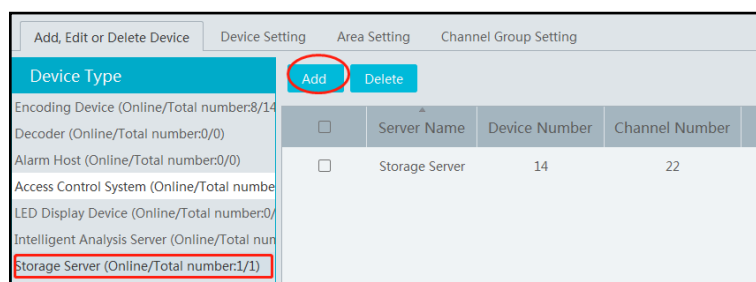 Add, Edit or Delete Device Device Setting Area Setting Channel Group Setting
Device Type
Add Delete
Encoding Device (Online/Total number:8/14
Decoder (Online/Total number:0/0)
Alarm Host (Online/Total number:0/0)
Access Control System (Online/Total numbe
LED Display Device (Online/Total number:0/
Intelligent Analysis Server (Online/Total num
Storage Server (Online/Total number:1/1)
Server Name Device Number Channel Number
Storage Server 14 22